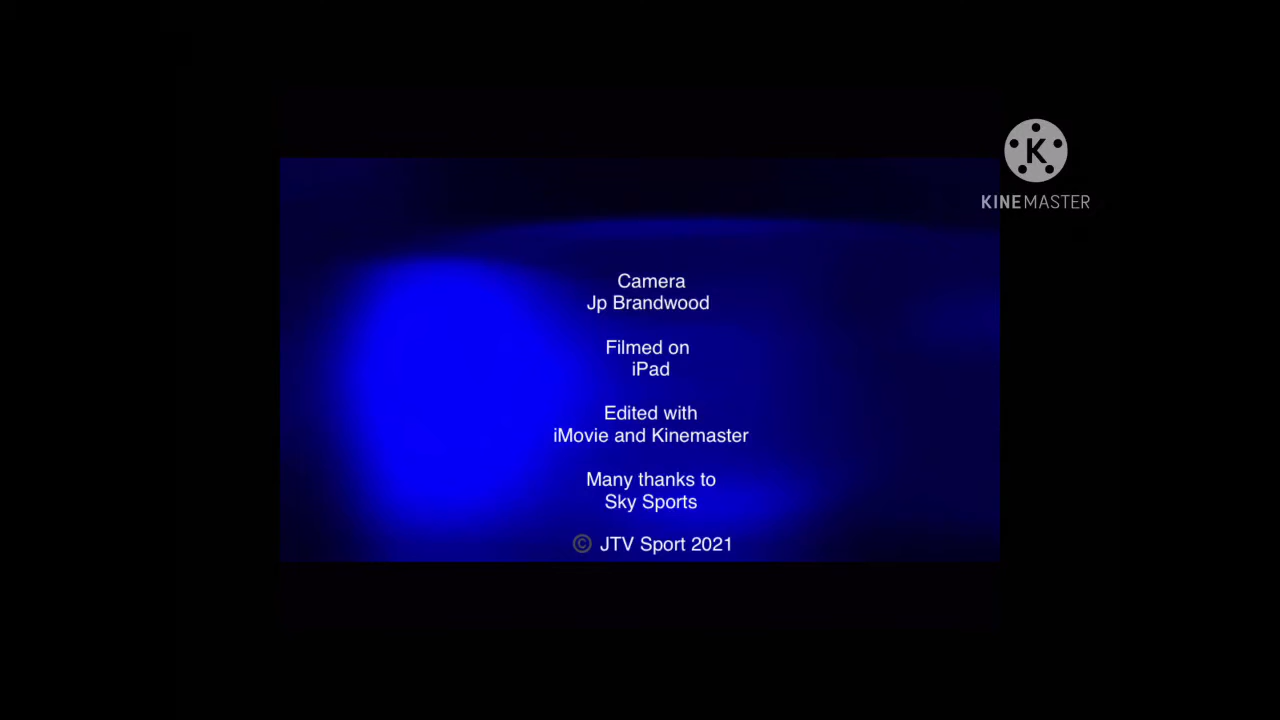 K
KINEMASTER
Camera
Jp Brandwood
Filmed on
iPad
Edited with
iMovie and Kinemaster
Many thanks to
Sky Sports
© JTV Sport 2021